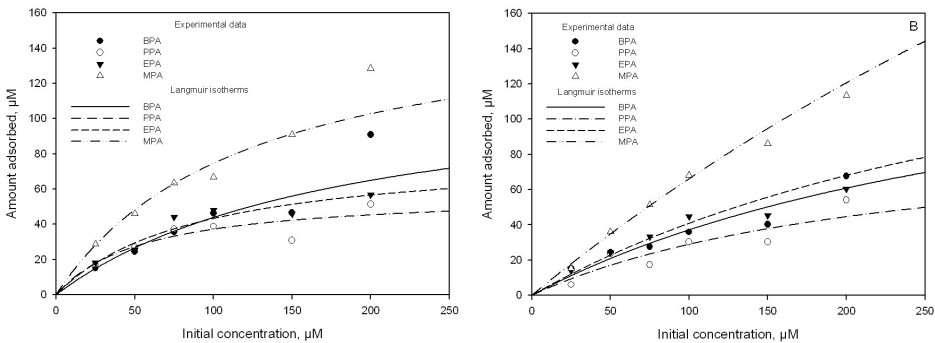 160
140
120
100
80
60
40
20
0
Amount adsorbed, µM
Experimental data
BPA
PPA
EPA
MPA
Langmuir isotherms
BPA
PPA
EPA
MPA
0 50 100 150 200 250
Initial concentration, µM
160
140
120
100
80
60
40
20
0
Amount adsorbed, µM
B
Experimental data
BPA
PPA
EPA
MPA
Langmuir isotherms
BPA
PPA
EPA
MPA
0 50 100 150 200 250
Initial concentration, µM